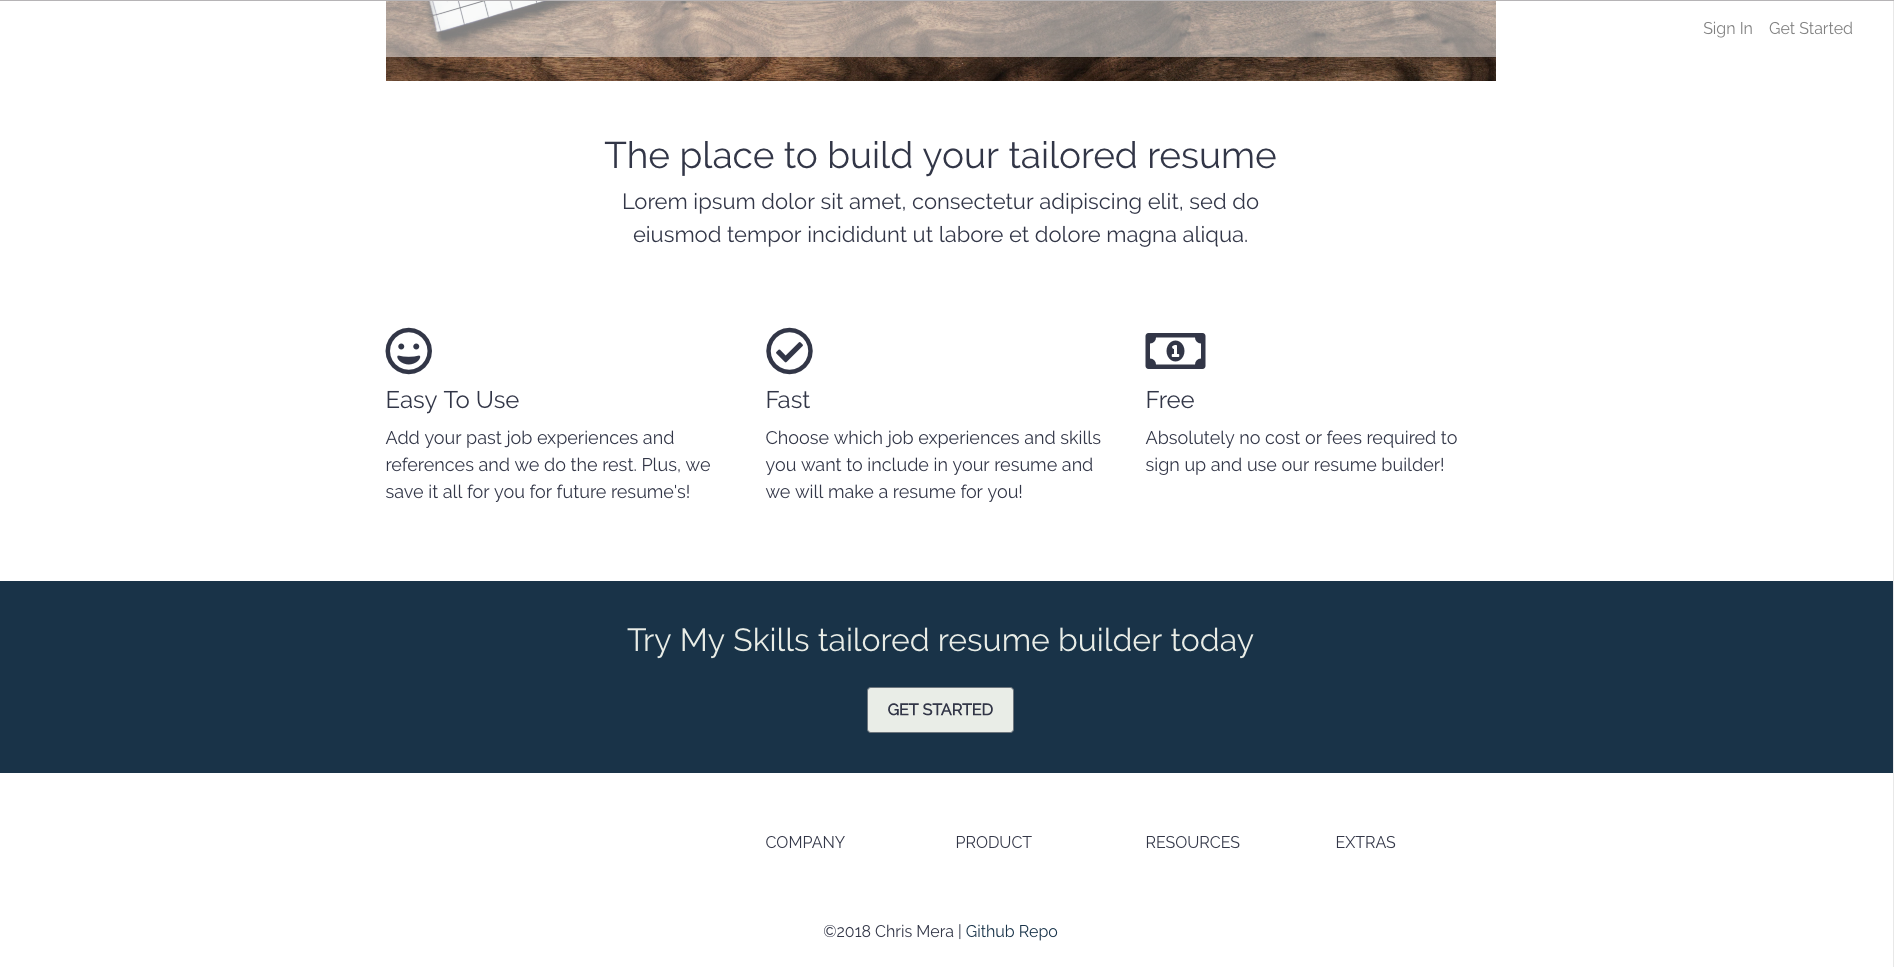 Sign In Get Started
The place to build your tailored resume
Lorem ipsum dolor sit amet, consectetur adipiscing elit, sed do
eiusmod tempor incididunt ut labore et dolore magna aliqua.
1
Easy To Use
Add your past job experiences and
references and we do the rest. Plus, we
save it all for you for future resume's!
Fast
Choose which job experiences and skills
you want to include in your resume and
we will make a resume for you!
Free
Absolutely no cost or fees required to
sign up and use our resume builder!
Try My Skills tailored resume builder today
GET STARTED
COMPANY PRODUCT RESOURCES EXTRAS
©2018 Chris Mera | Github Repo